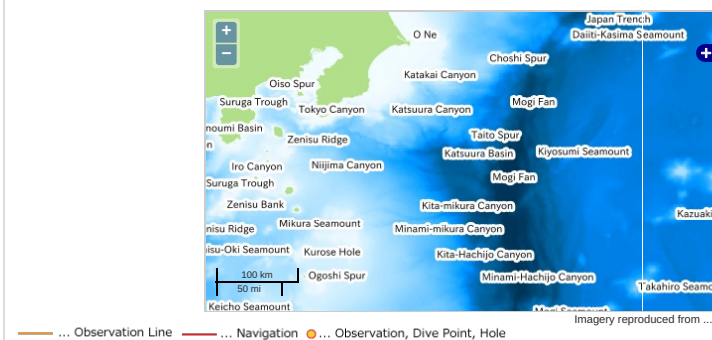 Japan Trench
+
O Ne
Daiiti-Kasima Seamount
−
+
Choshi Spur
Katakai Canyon
Oiso Spur
Suruga Trough
Tokyo Canyon
Katsuura Canyon
Mogi Fan
noumi Basin
Zenisu Ridge
Taito Spur
n
Katsuura Basin
Kiyosumi Seamount
Iro Canyon
Niijima Canyon
Suruga Trough
Mogi Fan
Zenisu Bank
Kita-mikura Canyon
Kazuaki
nisu Ridge
Mikura Seamount
Minami-mikura Canyon
isu-Oki Seamount
Kurose Hole
Kita-Hachijo Canyon
100 km
Ogoshi Spur
Minami-Hachijo Canyon
50 mi
Takahiro Seamo
Keicho Seamount
Mogi Seamount
Imagery reproduced from ...
... Observation Line
... Navigation
... Observation, Dive Point, Hole